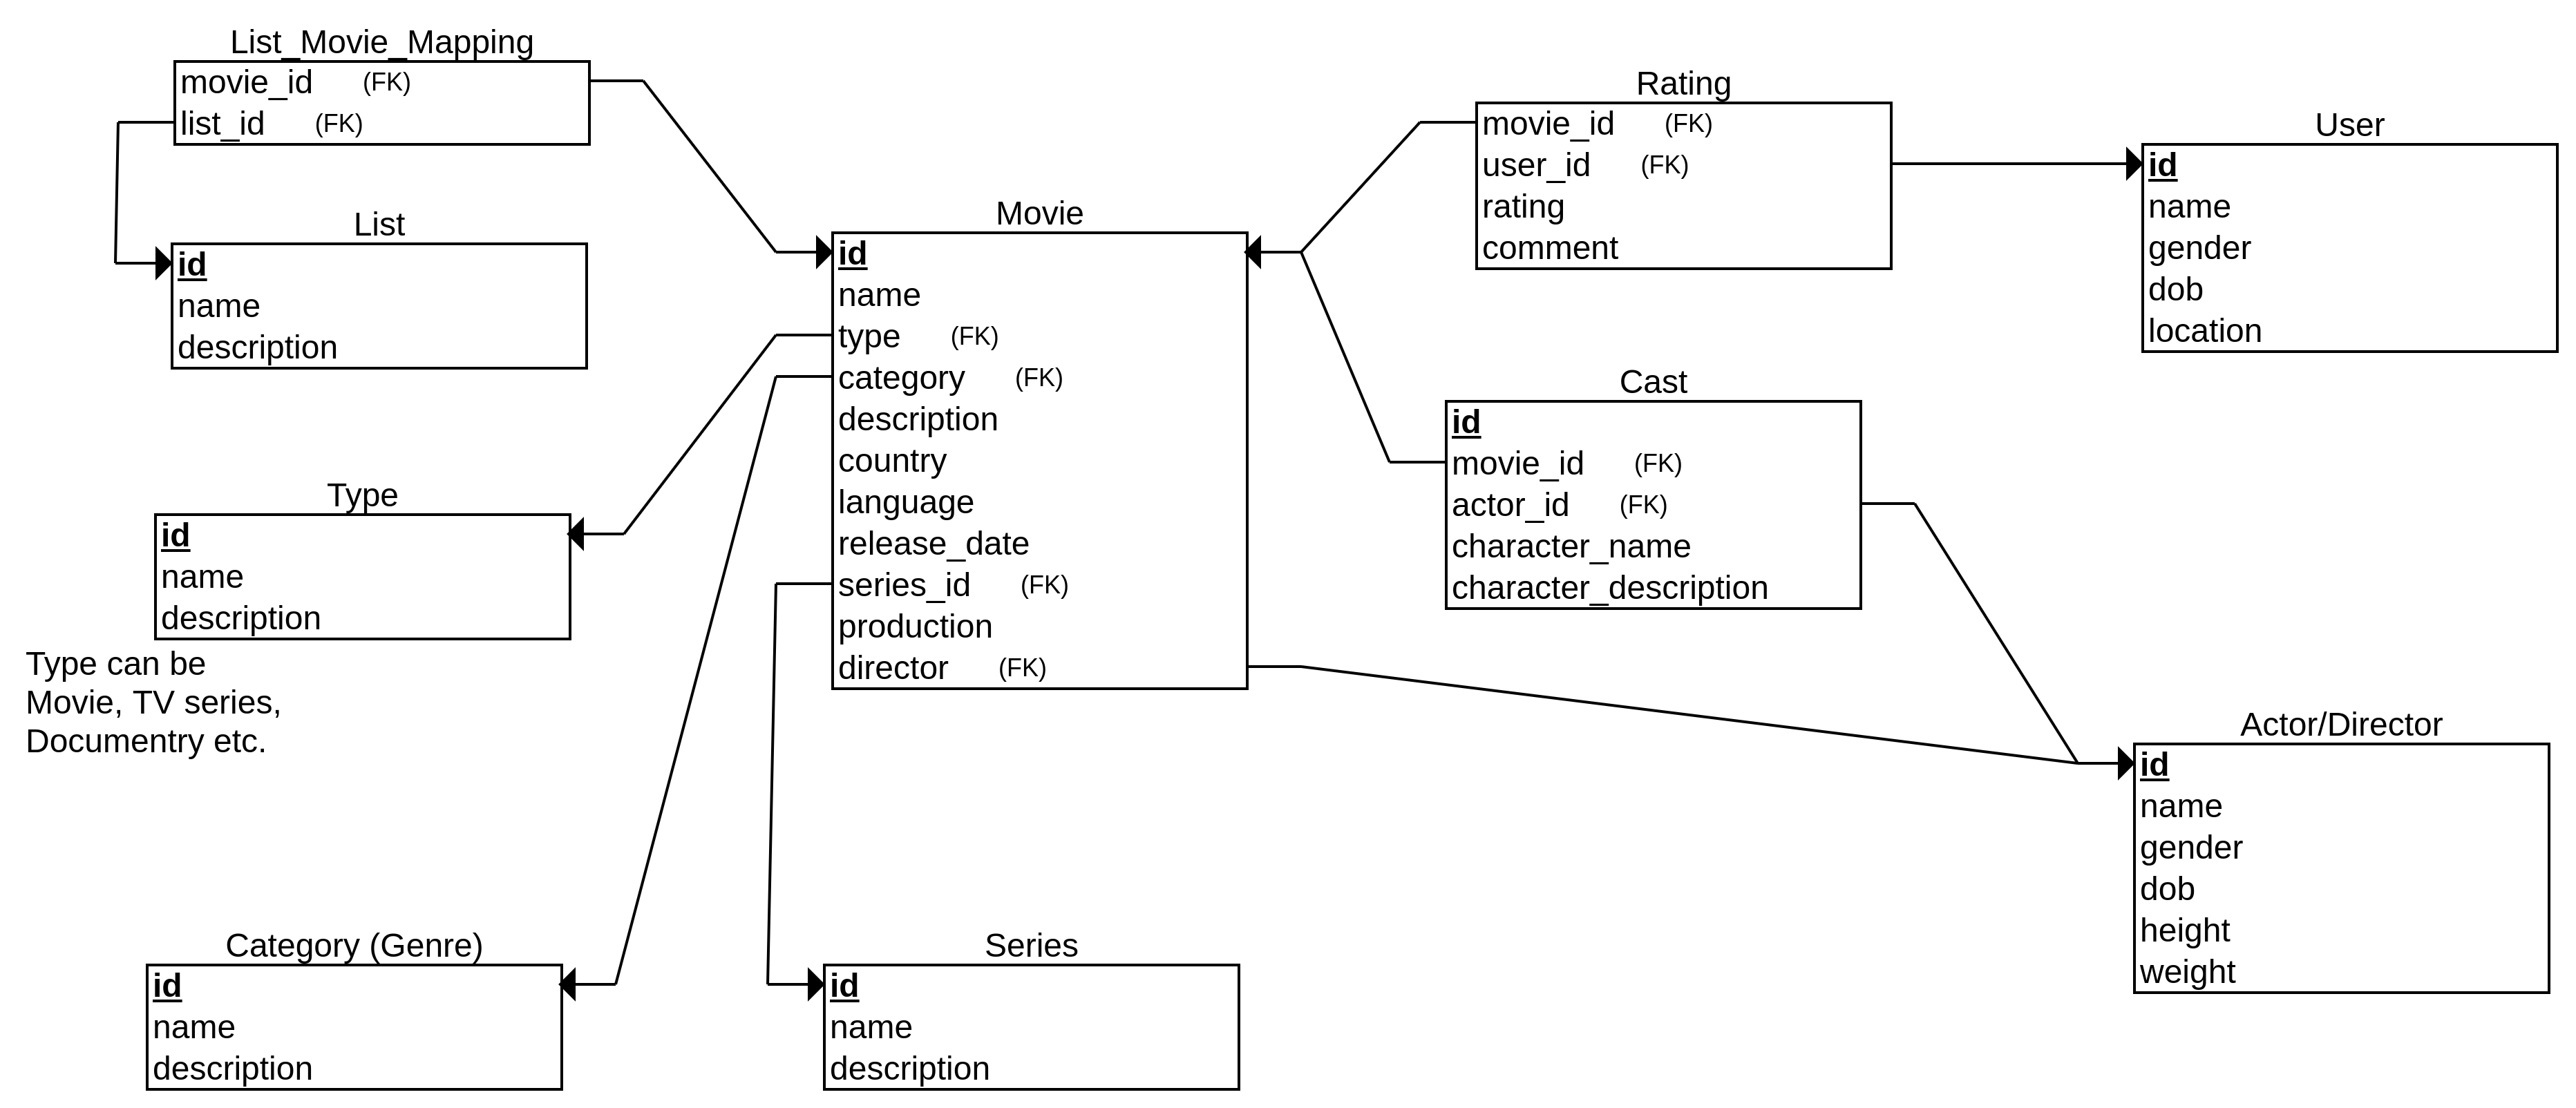 List_Movie_Mapping
movie_id (FK)
list_id (FK)
List
id
name
description
Type
id
name
description
Type can be
Movie, TV series,
Documentry etc.
Category (Genre)
id
name
description
Movie
id
name
type (FK)
category (FK)
description
country
language
release_date
series_id (FK)
production
director (FK)
Series
id
name
description
Rating
movie_id (FK)
user_id (FK)
rating
comment
Cast
id
movie_id (FK)
actor_id (FK)
character_name
character_description
User
id
name
gender
dob
location
Actor/Director
id
name
gender
dob
height
weight